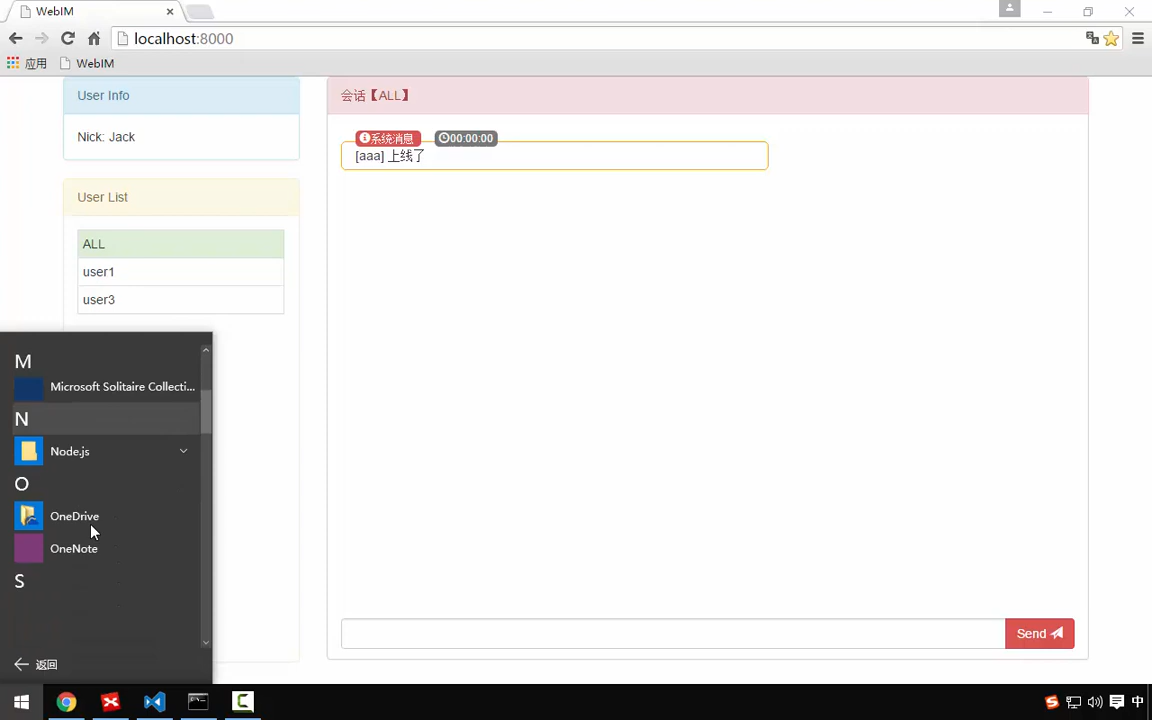 WebIM
localhost:8000
应用 WebIM
User Info
Nick: Jack
User List
ALL
user1
user3
会话【ALL】
系统消息 00:00:00
[aaa] 上线了
Send
M
Microsoft Solitaire Collecti...
N
Node.js
O
OneDrive
OneNote
S
返回
中